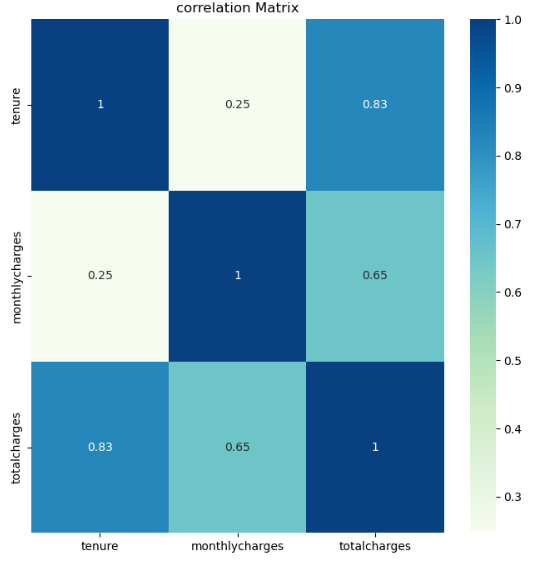 correlation Matrix
tenure
1
0.25
0.83
monthlycharges
0.25
1
0.65
totalcharges
0.83
0.65
1
tenure
monthlycharges
totalcharges
1.0
0.9
0.8
0.7
0.6
0.5
0.4
0.3